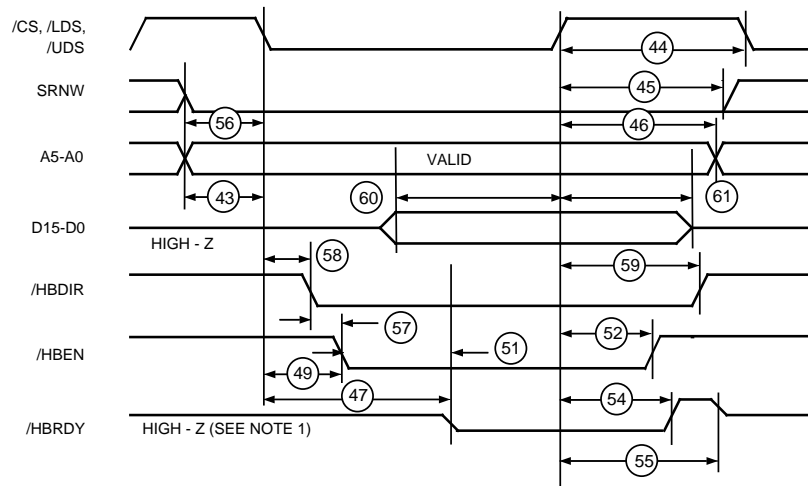 /CS, /LDS,
/UDS
44
SRNW
45
56
46
A5-A0
VALID
43
60
61
D15-D0
HIGH - Z
58
59
/HBDIR
57
51
52
/HBEN
49
47
54
/HBRDY
HIGH - Z (SEE NOTE 1)
55